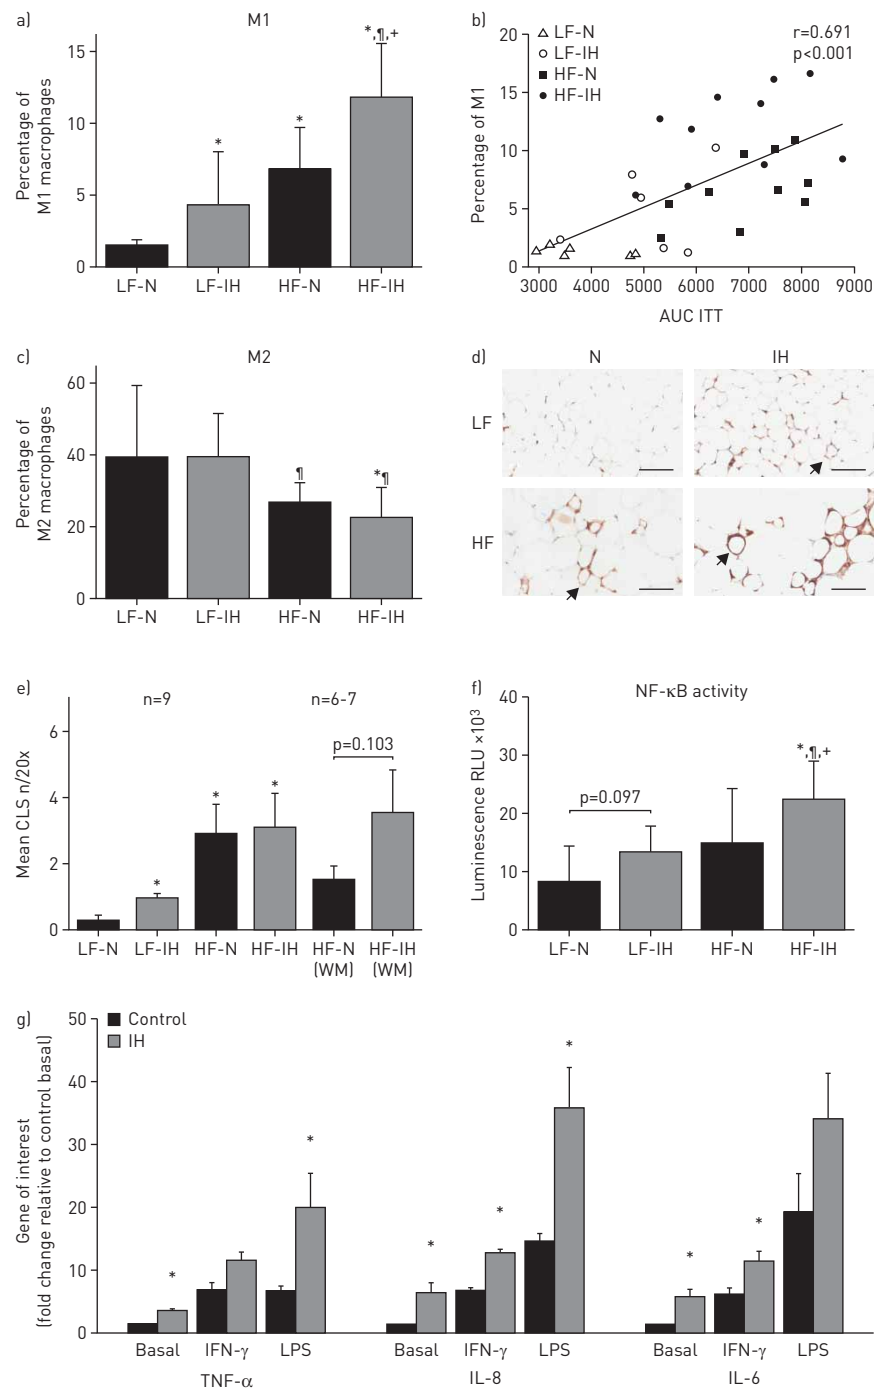 a)
M1
Percentage of
M1 macrophages
15
10
5
0
*
*
*,¶,+
LF-N
LF-IH
HF-N
HF-IH
b)
Percentage of M1
20
15
10
5
0
LF-N
LF-IH
HF-N
HF-IH
r=0.691
p<0.001
3000
4000
5000
6000
7000
8000
9000
AUC ITT
c)
M2
Percentage of
M2 macrophages
60
40
20
0
¶
*¶
LF-N
LF-IH
HF-N
HF-IH
d)
N
IH
LF
HF
e)
n=9
n=6-7
Mean CLS n/20x
6
4
2
0
*
*
*
p=0.103
LF-N
LF-IH
HF-N
HF-IH
HF-N
(WM)
HF-IH
(WM)
f)
NF-κB activity
Luminescence RLU ×10³
40
30
20
10
0
p=0.097
*,¶,+
LF-N
LF-IH
HF-N
HF-IH
g)
Control
IH
Gene of interest
(fold change relative to control basal)
50
40
30
20
10
0
*
*
*
*
*
*
*
Basal
IFN-γ
LPS
Basal
IFN-γ
LPS
Basal
IFN-γ
LPS
TNF-α
IL-8
IL-6